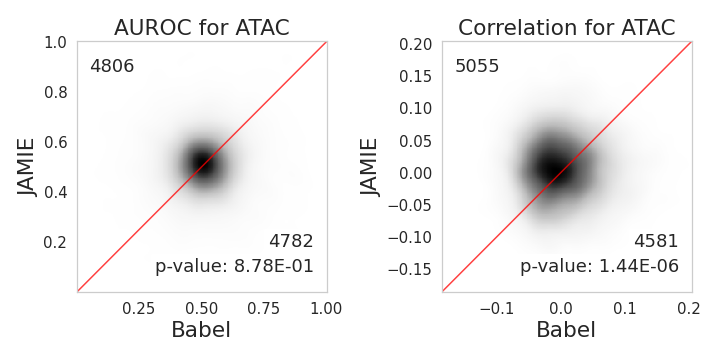 AUROC for ATAC
1.0
0.8
0.6
0.4
0.2
JAMIE
4806
4782
p-value: 8.78E-01
0.25 0.50 0.75 1.00
Babel
Correlation for ATAC
0.20
0.15
0.10
0.05
0.00
−0.05
−0.10
−0.15
JAMIE
5055
4581
p-value: 1.44E-06
−0.1 0.0 0.1 0.2
Babel